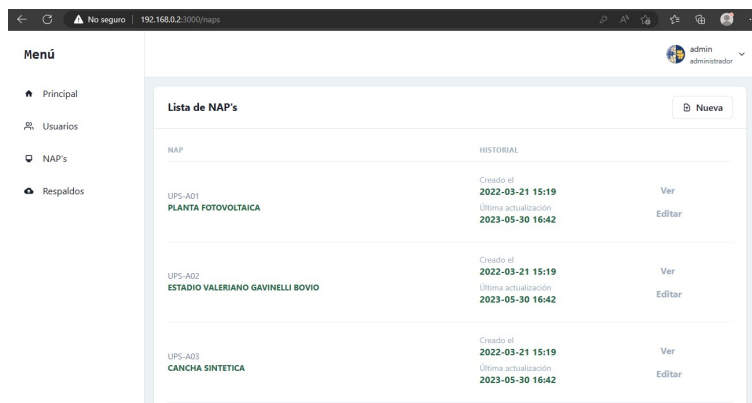 No seguro
192.168.0.2:3000/naps
Menú
admin
administrador
Principal
Usuarios
NAP's
Respaldos
Lista de NAP's
Nueva
NAP
HISTORIAL
UPS-A01
PLANTA FOTOVOLTAICA
Creado el
2022-03-21 15:19
Última actualización
2023-05-30 16:42
Ver
Editar
UPS-A02
ESTADIO VALERIANO GAVINELLI BOVIO
Creado el
2022-03-21 15:19
Última actualización
2023-05-30 16:42
Ver
Editar
UPS-A03
CANCHA SINTETICA
Creado el
2022-03-21 15:19
Última actualización
2023-05-30 16:42
Ver
Editar